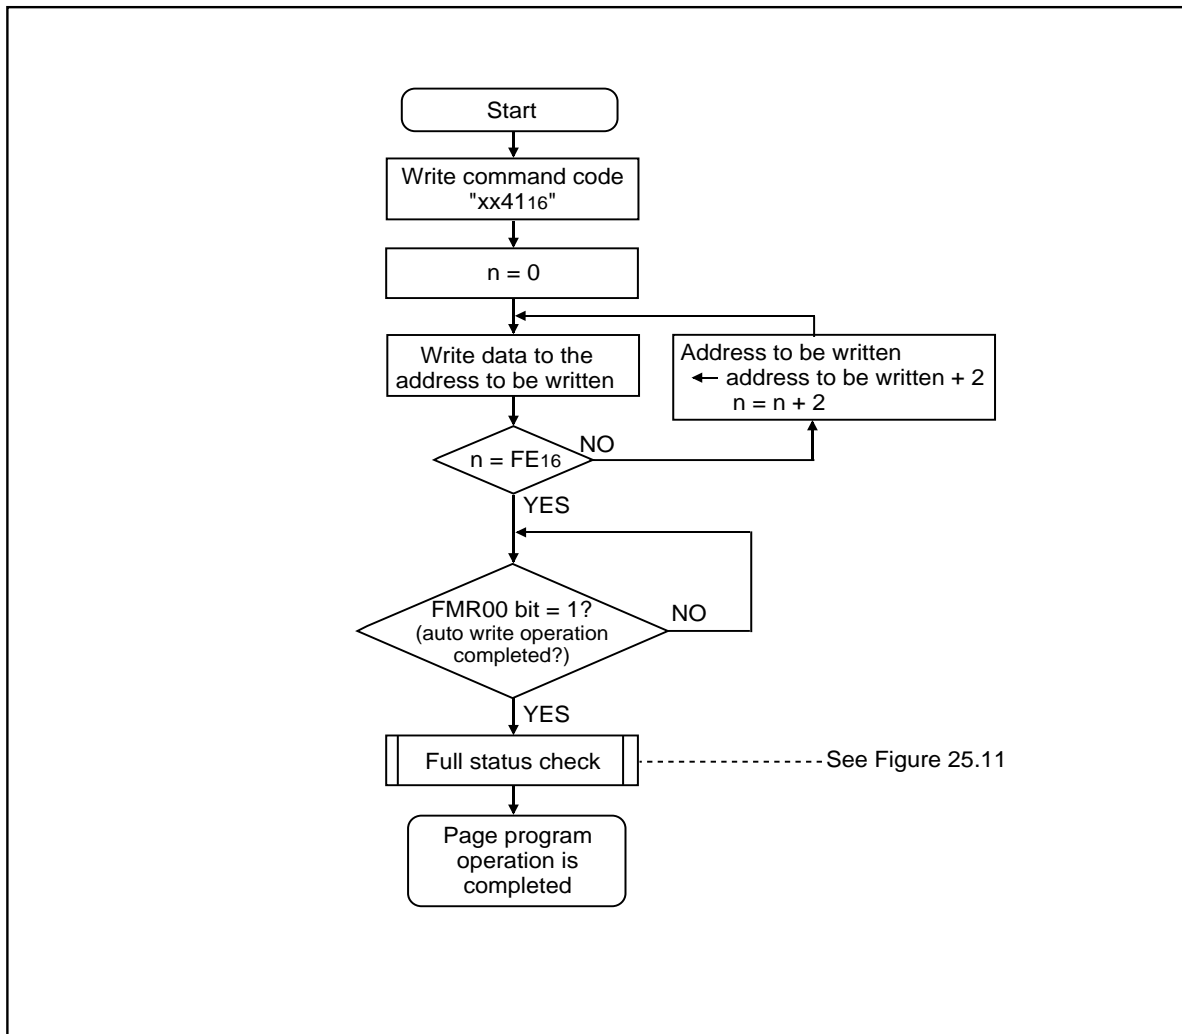 Start
Write command code
"xx4116"
n = 0
Write data to the
address to be written
Address to be written
← address to be written + 2
n = n + 2
n = FE16
NO
YES
FMR00 bit = 1?
(auto write operation
completed?)
NO
YES
Full status check
See Figure 25.11
Page program
operation is
completed